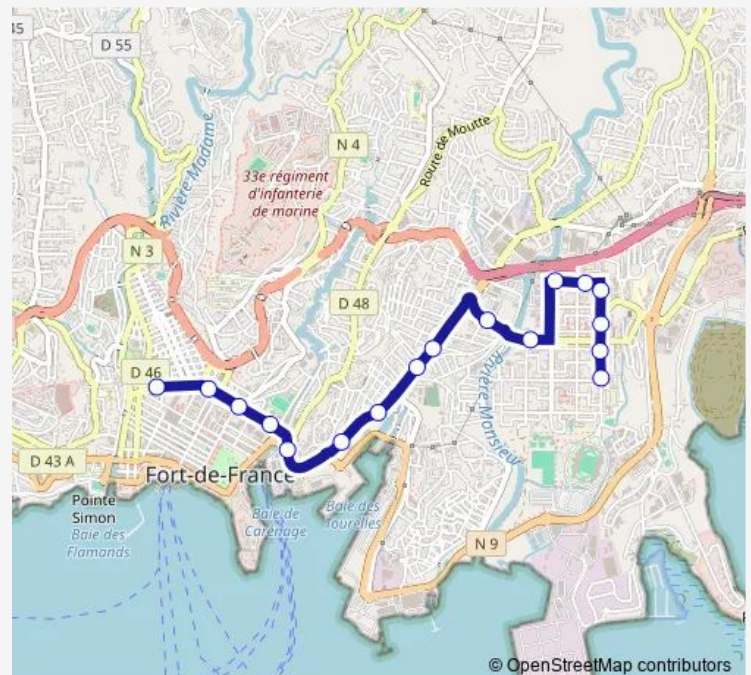 45
D 55
Rivière Madame
N 4
Route de Moutte
33e régiment
d'infanterie
de marine
N 3
D 48
D 46
Rivière Monsieur
D 43 A
Fort-de-France
Pointe
Simon
Baie des
Flamands
Baie de
Carénage
Baie des
Tourelles
N 9
© OpenStreetMap contributors